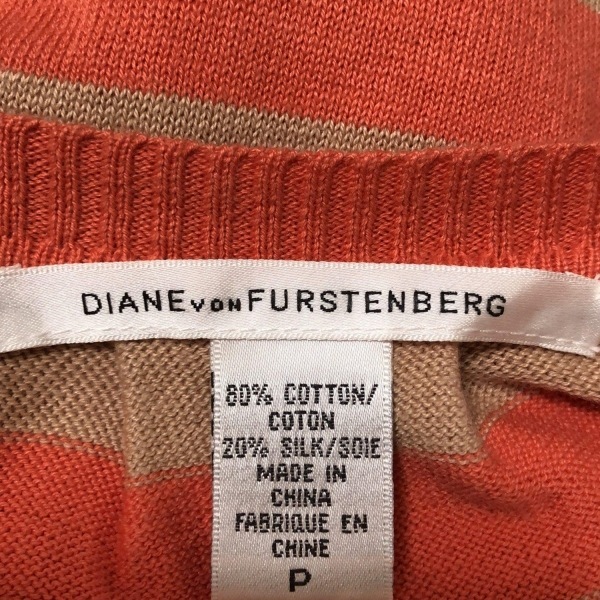 DIANE VON FURSTENBERG
80% COTTON/
COTON
20% SILK/SOIE
MADE IN
CHINA
FABRIQUE EN
CHINE
P